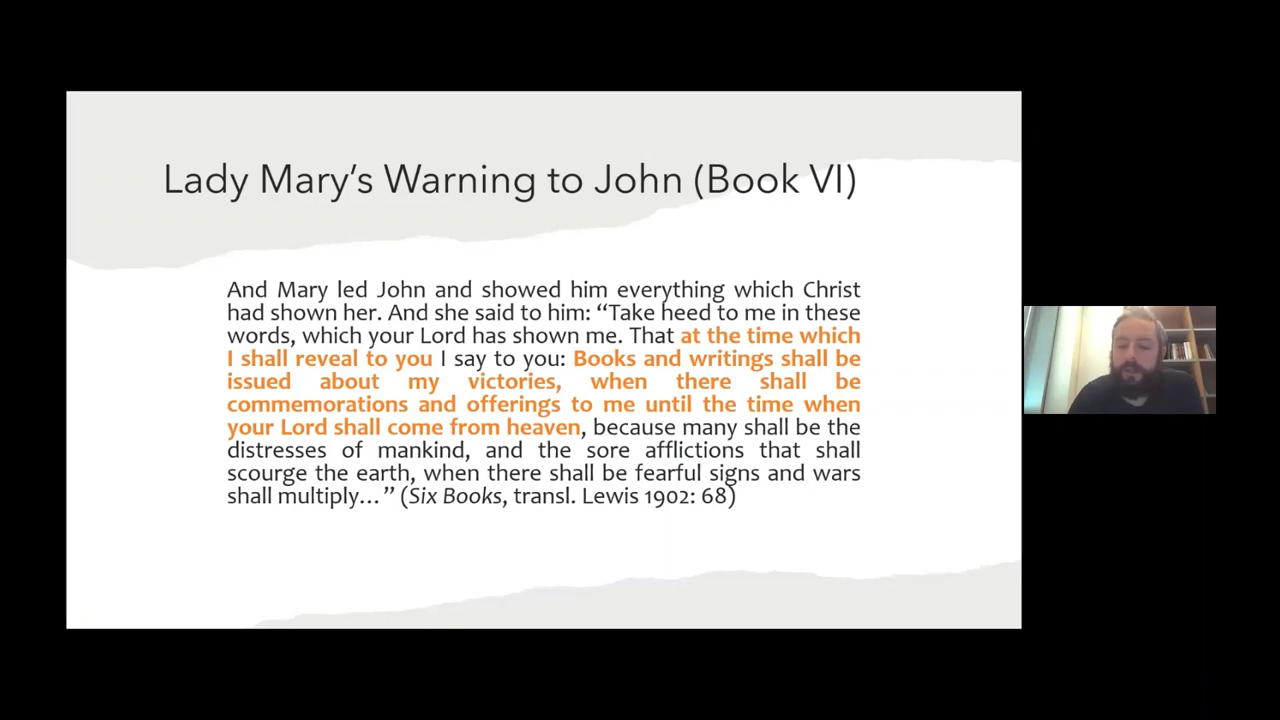 Lady Mary’s Warning to John (Book VI)
And Mary led John and showed him everything which Christ
had shown her. And she said to him: “Take heed to me in these
words, which your Lord has shown me. That at the time which
I shall reveal to you I say to you: Books and writings shall be
issued about my victories, when there shall be
commemorations and offerings to me until the time when
your Lord shall come from heaven, because many shall be the
distresses of mankind, and the sore afflictions that shall
scourge the earth, when there shall be fearful signs and wars
shall multiply…” (Six Books, transl. Lewis 1902: 68)